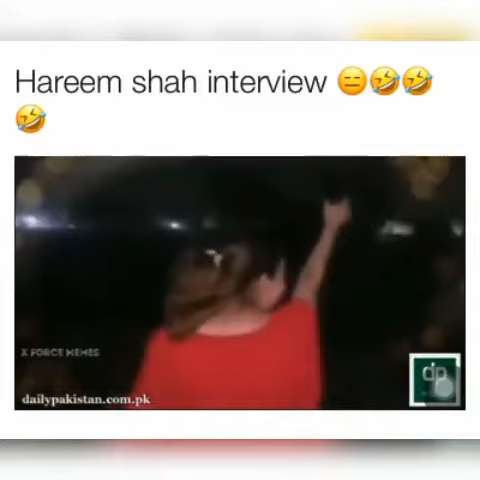 Hareem shah interview 😑🤣🤣
🤣
X FORCE MEMES
dailypakistan.com.pk
dp